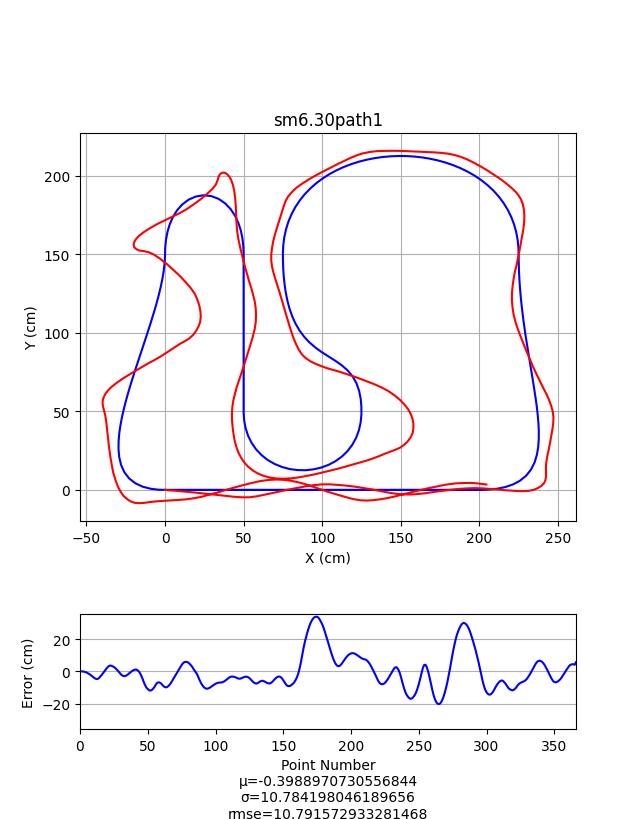 sm6.30path1
200
150
100
50
0
Y (cm)
−50 0 50 100 150 200 250
X (cm)
20
0
−20
Error (cm)
0 50 100 150 200 250 300 350
Point Number
μ=-0.3988970730556844
σ=10.784198046189656
rmse=10.791572933281468